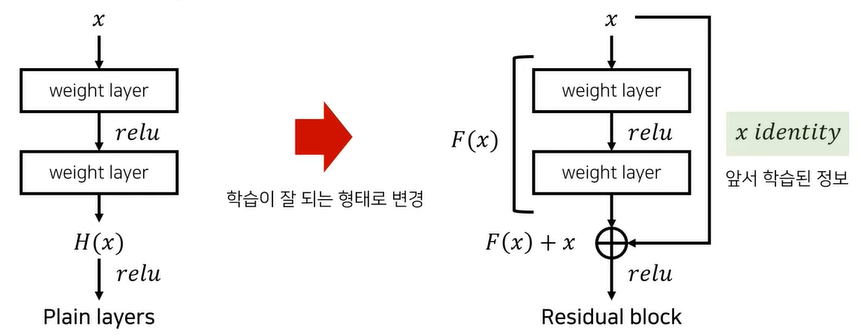 x
weight layer
relu
weight layer
H(x)
relu
Plain layers
학습이 잘 되는 형태로 변경
x
weight layer
F(x)
relu
weight layer
F(x) + x
relu
Residual block
x identity
앞서 학습된 정보